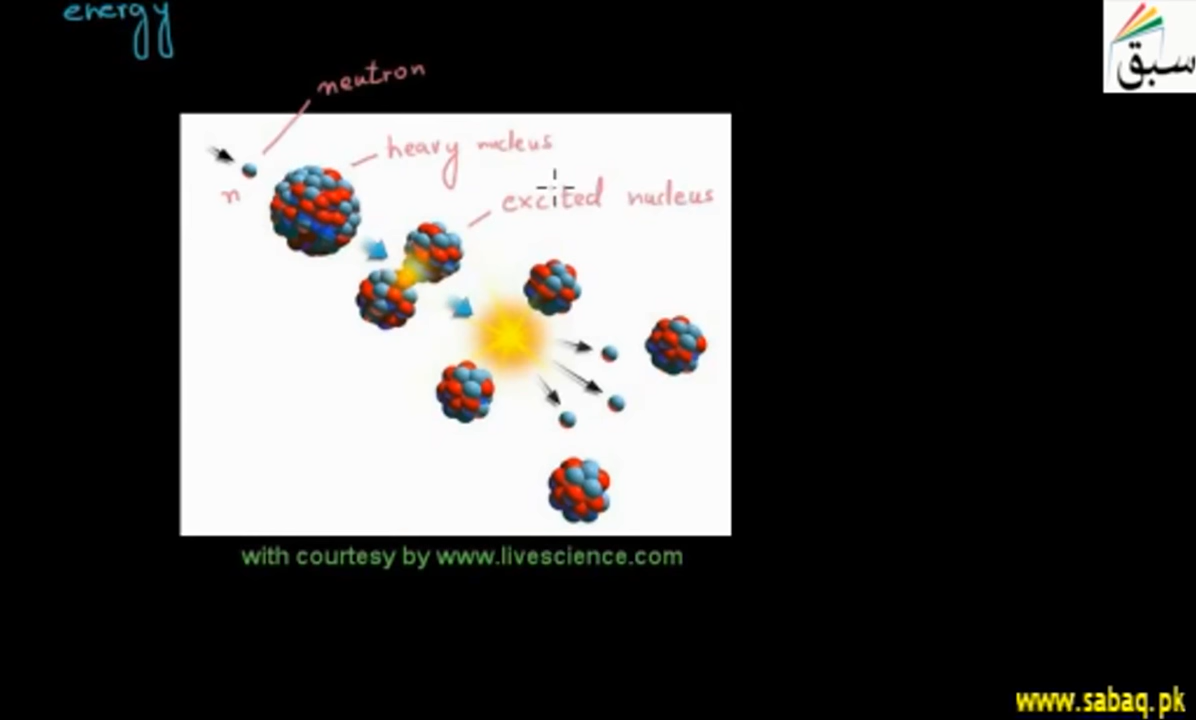 energy
سبق
neutron
heavy nucleus
n
excited nucleus
with courtesy by www.livescience.com
www.sabaq.pk